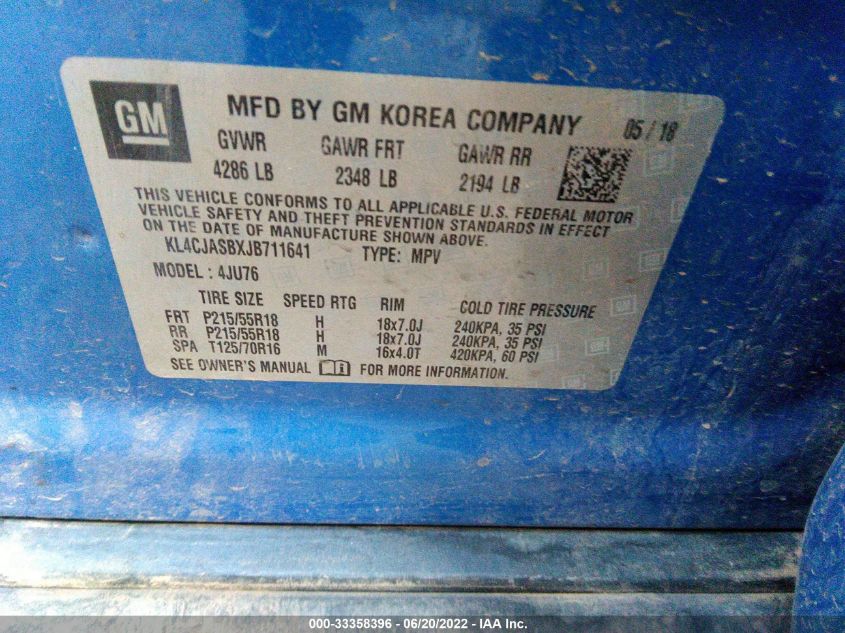 GM
MFD BY GM KOREA COMPANY 05/18
GVWR GAWR FRT GAWR RR
4286 LB 2348 LB 2194 LB
THIS VEHICLE CONFORMS TO ALL APPLICABLE U.S. FEDERAL MOTOR
VEHICLE SAFETY AND THEFT PREVENTION STANDARDS IN EFFECT
ON THE DATE OF MANUFACTURE SHOWN ABOVE.
KL4CJASBXJB711641 TYPE: MPV
MODEL: 4JU76
TIRE SIZE SPEED RTG RIM COLD TIRE PRESSURE
FRT P215/55R18 H 18x7.0J 240KPA, 35 PSI
RR P215/55R18 H 18x7.0J 240KPA, 35 PSI
SPA T125/70R16 M 16x4.0T 420KPA, 60 PSI
SEE OWNER'S MANUAL FOR MORE INFORMATION.
000-33358396 - 06/20/2022 - IAA Inc.